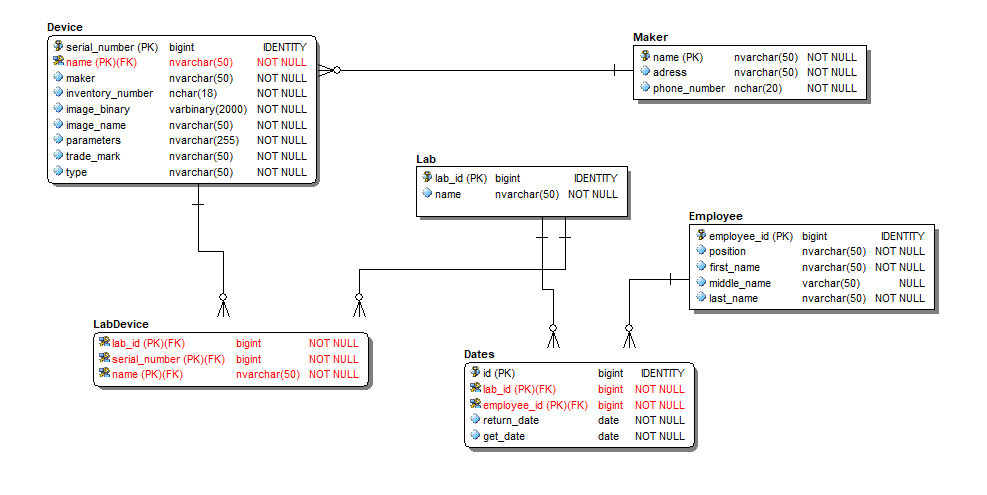 Device
serial_number (PK) bigint IDENTITY
name (PK)(FK) nvarchar(50) NOT NULL
maker nvarchar(50) NOT NULL
inventory_number nchar(18) NOT NULL
image_binary varbinary(2000) NOT NULL
image_name nvarchar(50) NOT NULL
parameters nvarchar(255) NOT NULL
trade_mark nvarchar(50) NOT NULL
type nvarchar(50) NOT NULL
Maker
name (PK) nvarchar(50) NOT NULL
adress nvarchar(50) NOT NULL
phone_number nchar(20) NOT NULL
Lab
lab_id (PK) bigint IDENTITY
name nvarchar(50) NOT NULL
Employee
employee_id (PK) bigint IDENTITY
position nvarchar(50) NOT NULL
first_name nvarchar(50) NOT NULL
middle_name varchar(50) NULL
last_name nvarchar(50) NOT NULL
LabDevice
lab_id (PK)(FK) bigint NOT NULL
serial_number (PK)(FK) bigint NOT NULL
name (PK)(FK) nvarchar(50) NOT NULL
Dates
id (PK) bigint IDENTITY
lab_id (PK)(FK) bigint NOT NULL
employee_id (PK)(FK) bigint NOT NULL
return_date date NOT NULL
get_date date NOT NULL